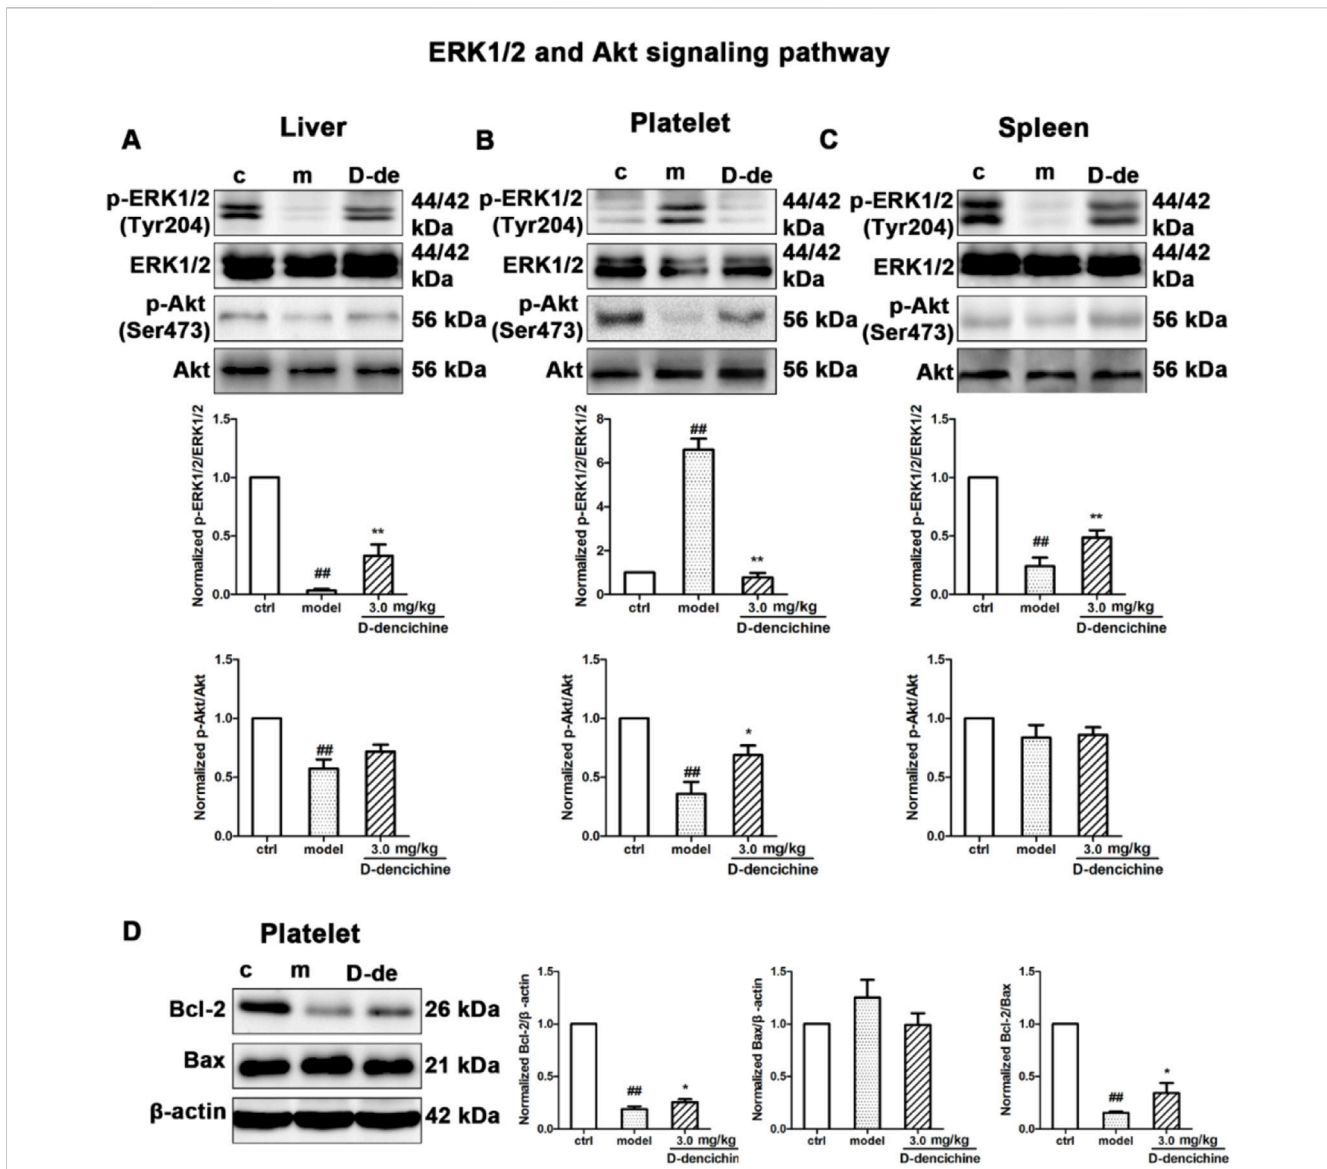 ERK1/2 and Akt signaling pathway
A
Liver
c m D-de
p-ERK1/2
(Tyr204)
44/42
kDa
ERK1/2
44/42
kDa
p-Akt
(Ser473)
56 kDa
Akt
56 kDa
Normalized p-ERK1/2/ERK1/2
1.5
1.0
0.5
0.0
ctrl model 3.0 mg/kg
D-dencichine
Normalized p-Akt/Akt
1.5
1.0
0.5
0.0
##
**
##
ctrl model 3.0 mg/kg
D-dencichine
B
Platelet
c m D-de
p-ERK1/2
(Tyr204)
44/42
kDa
ERK1/2
44/42
kDa
p-Akt
(Ser473)
56 kDa
Akt
56 kDa
Normalized p-ERK1/2/ERK1/2
8
6
4
2
0
##
**
ctrl model 3.0 mg/kg
D-dencichine
Normalized p-Akt/Akt
1.5
1.0
0.5
0.0
##
*
ctrl model 3.0 mg/kg
D-dencichine
C
Spleen
c m D-de
p-ERK1/2
(Tyr204)
44/42
kDa
ERK1/2
44/42
kDa
p-Akt
(Ser473)
56 kDa
Akt
56 kDa
Normalized p-ERK1/2/ERK1/2
1.5
1.0
0.5
0.0
##
**
ctrl model 3.0 mg/kg
D-dencichine
Normalized p-Akt/Akt
1.5
1.0
0.5
0.0
ctrl model 3.0 mg/kg
D-dencichine
D
Platelet
c m D-de
Bcl-2
26 kDa
Bax
21 kDa
β-actin
42 kDa
Normalized Bcl-2/β -actin
1.5
1.0
0.5
0.0
##
*
ctrl model 3.0 mg/kg
D-dencichin
Normalized Bax/β -actin
1.5
1.0
0.5
0.0
ctrl model 3.0 mg/kg
D-dencichine
Normalized Bcl-2/Bax
1.5
1.0
0.5
0.0
##
*
ctrl model 3.0 mg/kg
D-dencichine